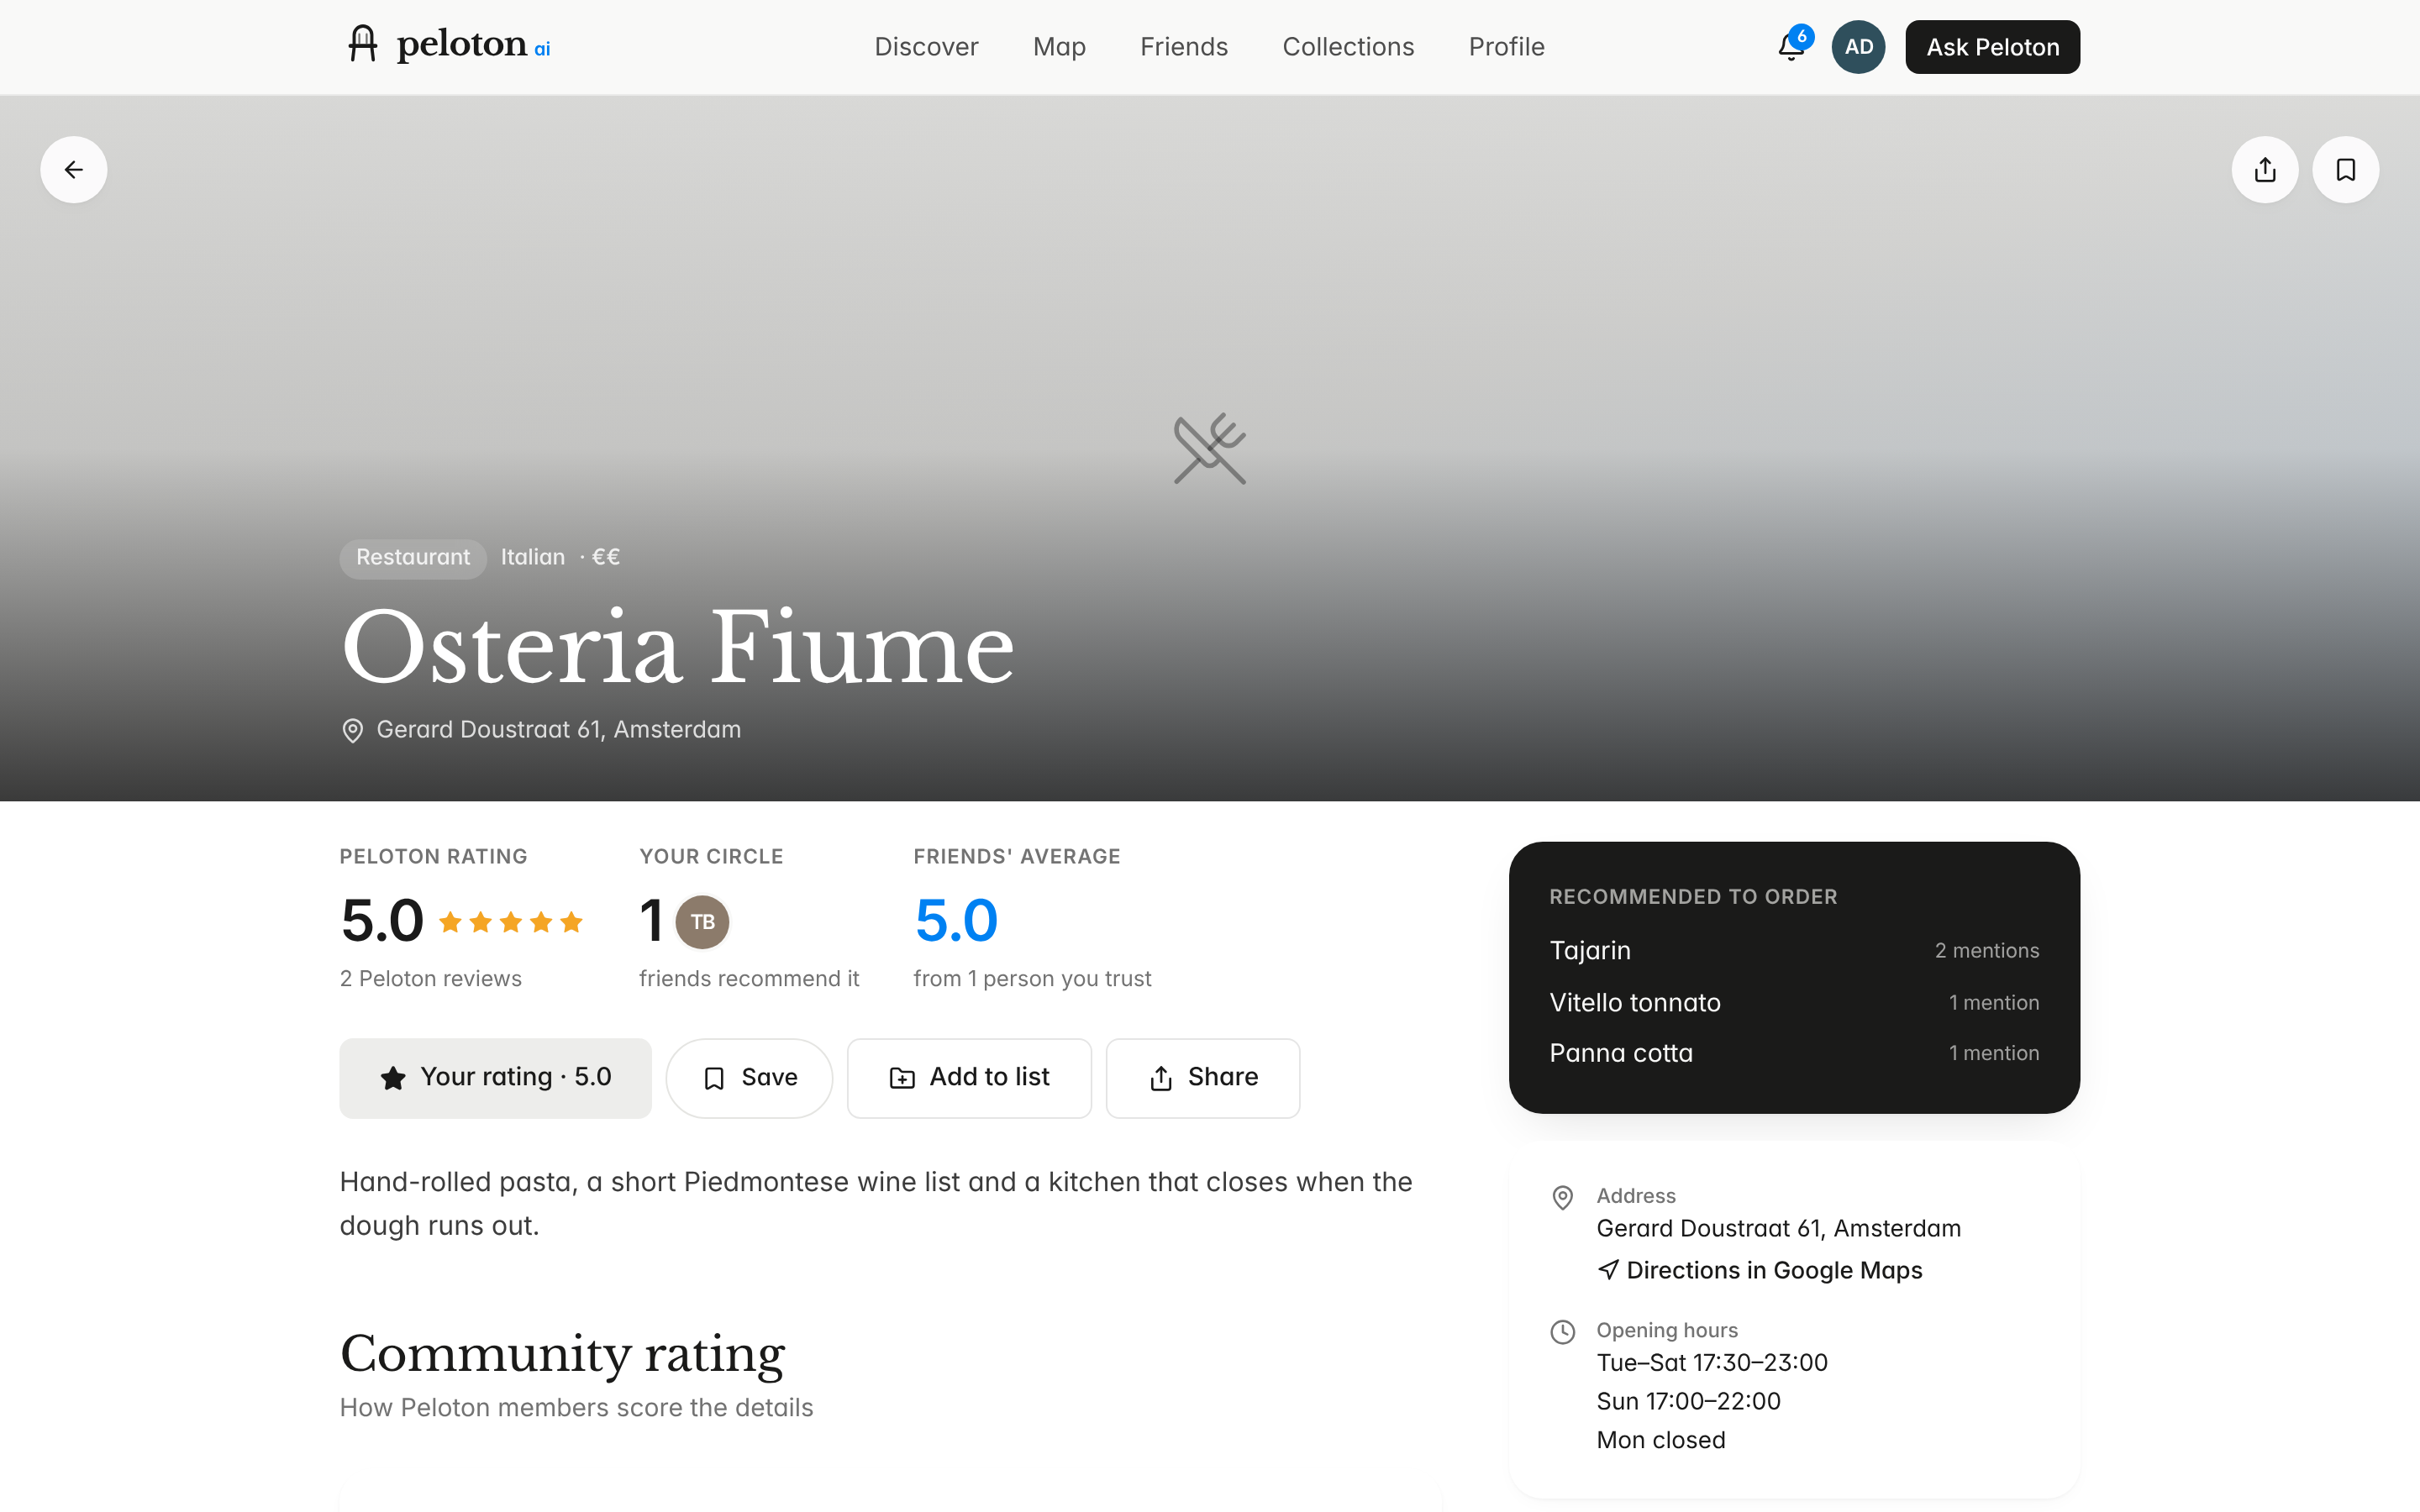 peloton ai
Discover
Map
Friends
Collections
Profile
6
AD
Ask Peloton
Restaurant
Italian · €€
Osteria Fiume
Gerard Doustraat 61, Amsterdam
PELOTON RATING
5.0
2 Peloton reviews
YOUR CIRCLE
1 TB
friends recommend it
FRIENDS' AVERAGE
5.0
from 1 person you trust
Your rating · 5.0
Save
Add to list
Share
Hand-rolled pasta, a short Piedmontese wine list and a kitchen that closes when the
dough runs out.
Community rating
How Peloton members score the details
RECOMMENDED TO ORDER
Tajarin 2 mentions
Vitello tonnato 1 mention
Panna cotta 1 mention
Address
Gerard Doustraat 61, Amsterdam
Directions in Google Maps
Opening hours
Tue–Sat 17:30–23:00
Sun 17:00–22:00
Mon closed